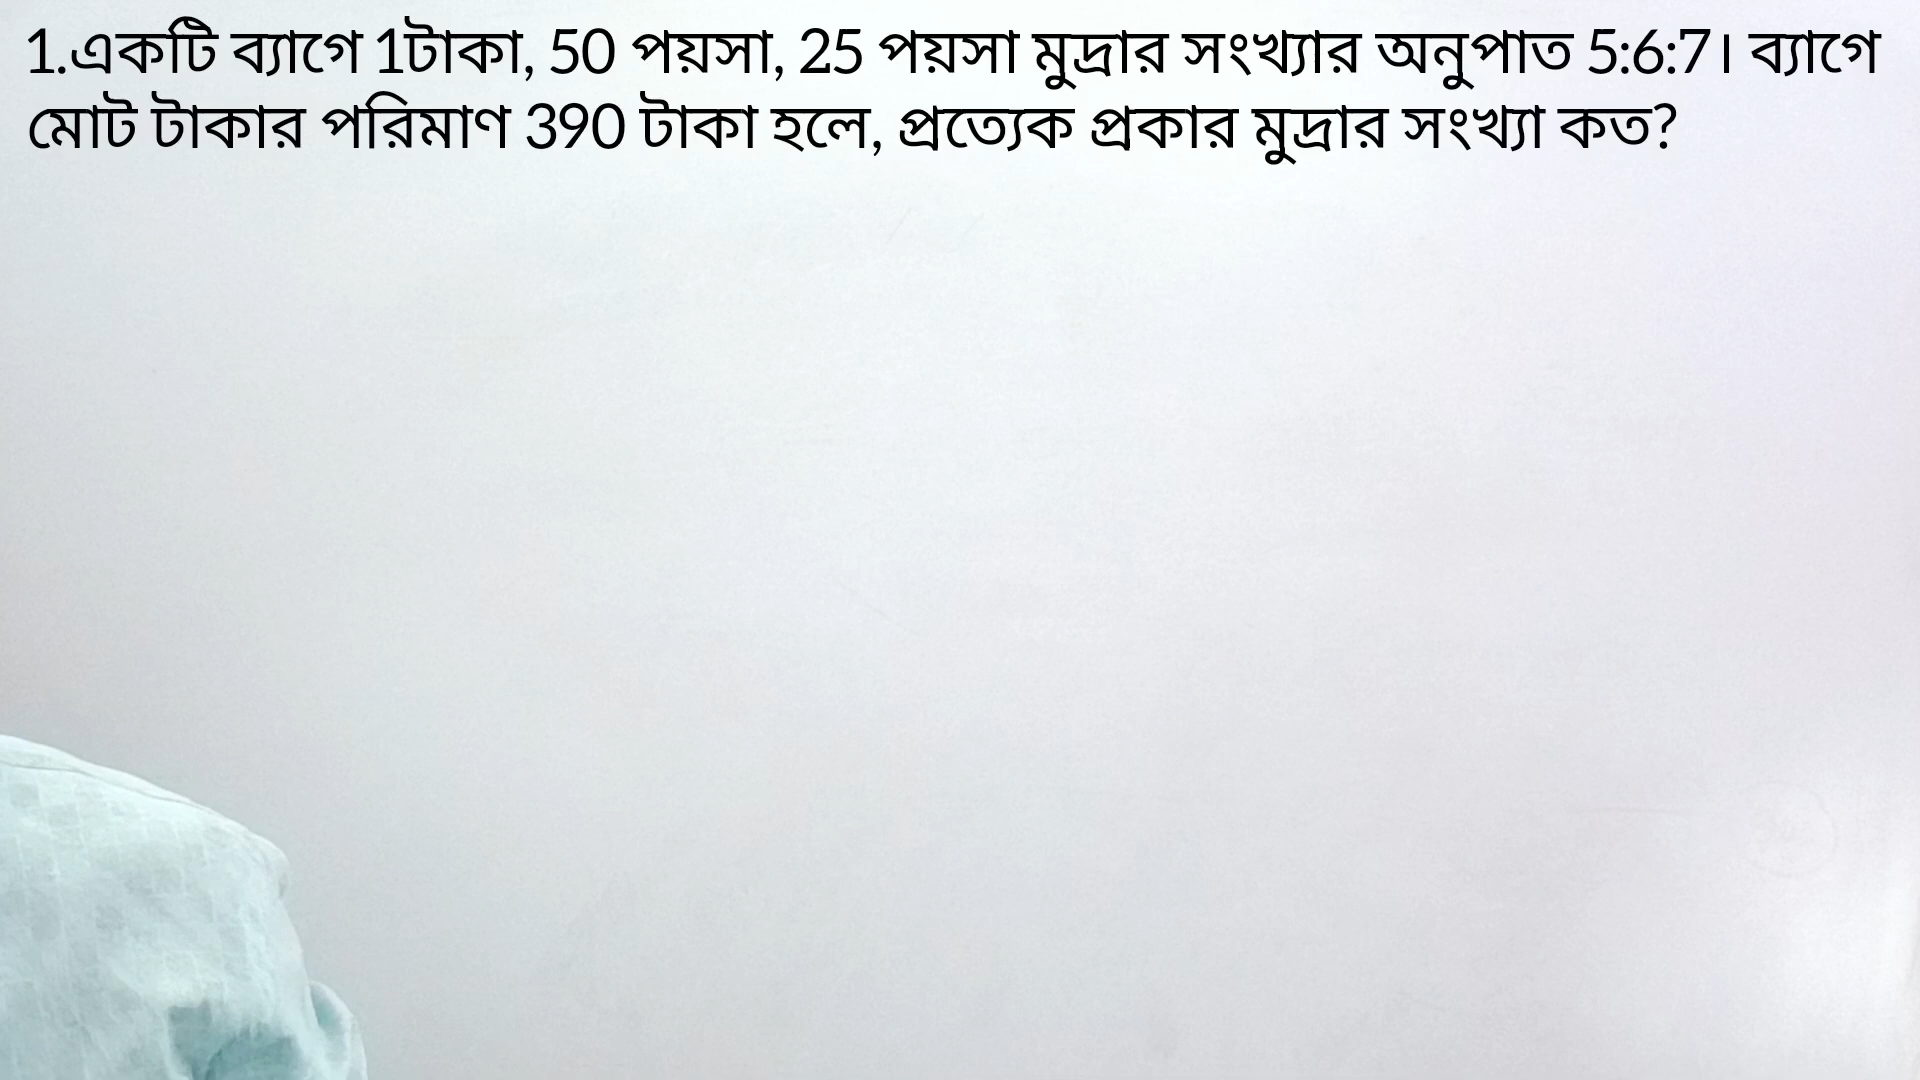 1.একটি ব্যাগে 1টাকা, 50 পয়সা, 25 পয়সা মুদ্রার সংখ্যার অনুপাত 5:6:7। ব্যাগে
মোট টাকার পরিমাণ 390 টাকা হলে, প্রত্যেক প্রকার মুদ্রার সংখ্যা কত?